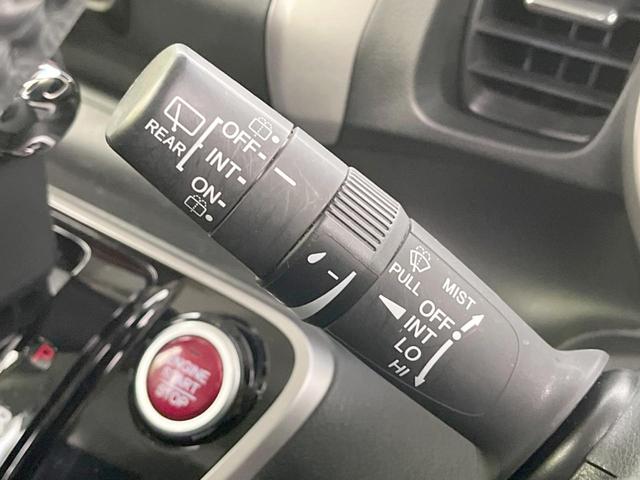 REAR
OFF
INT
ON
PULL
MIST
OFF
INT
LO
HI
ENGINE
START
STOP
P